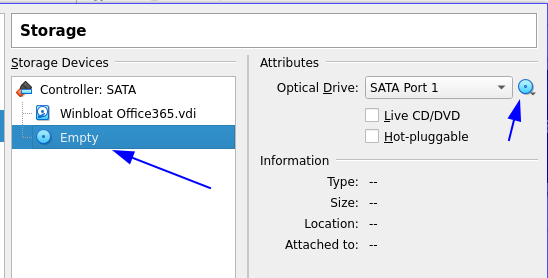 Storage
Storage Devices
Controller: SATA
Winbloat Office365.vdi
Empty
Attributes
Optical Drive: SATA Port 1
Live CD/DVD
Hot-pluggable
Information
Type: --
Size: --
Location: --
Attached to: --